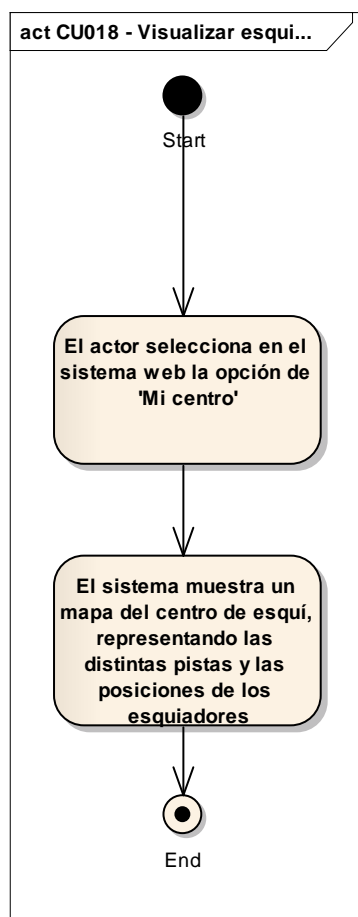 act CU018 - Visualizar esqui...
Start
El actor selecciona en el
sistema web la opción de
'Mi centro'
El sistema muestra un
mapa del centro de esquí,
representando las
distintas pistas y las
posiciones de los
esquiadores
End